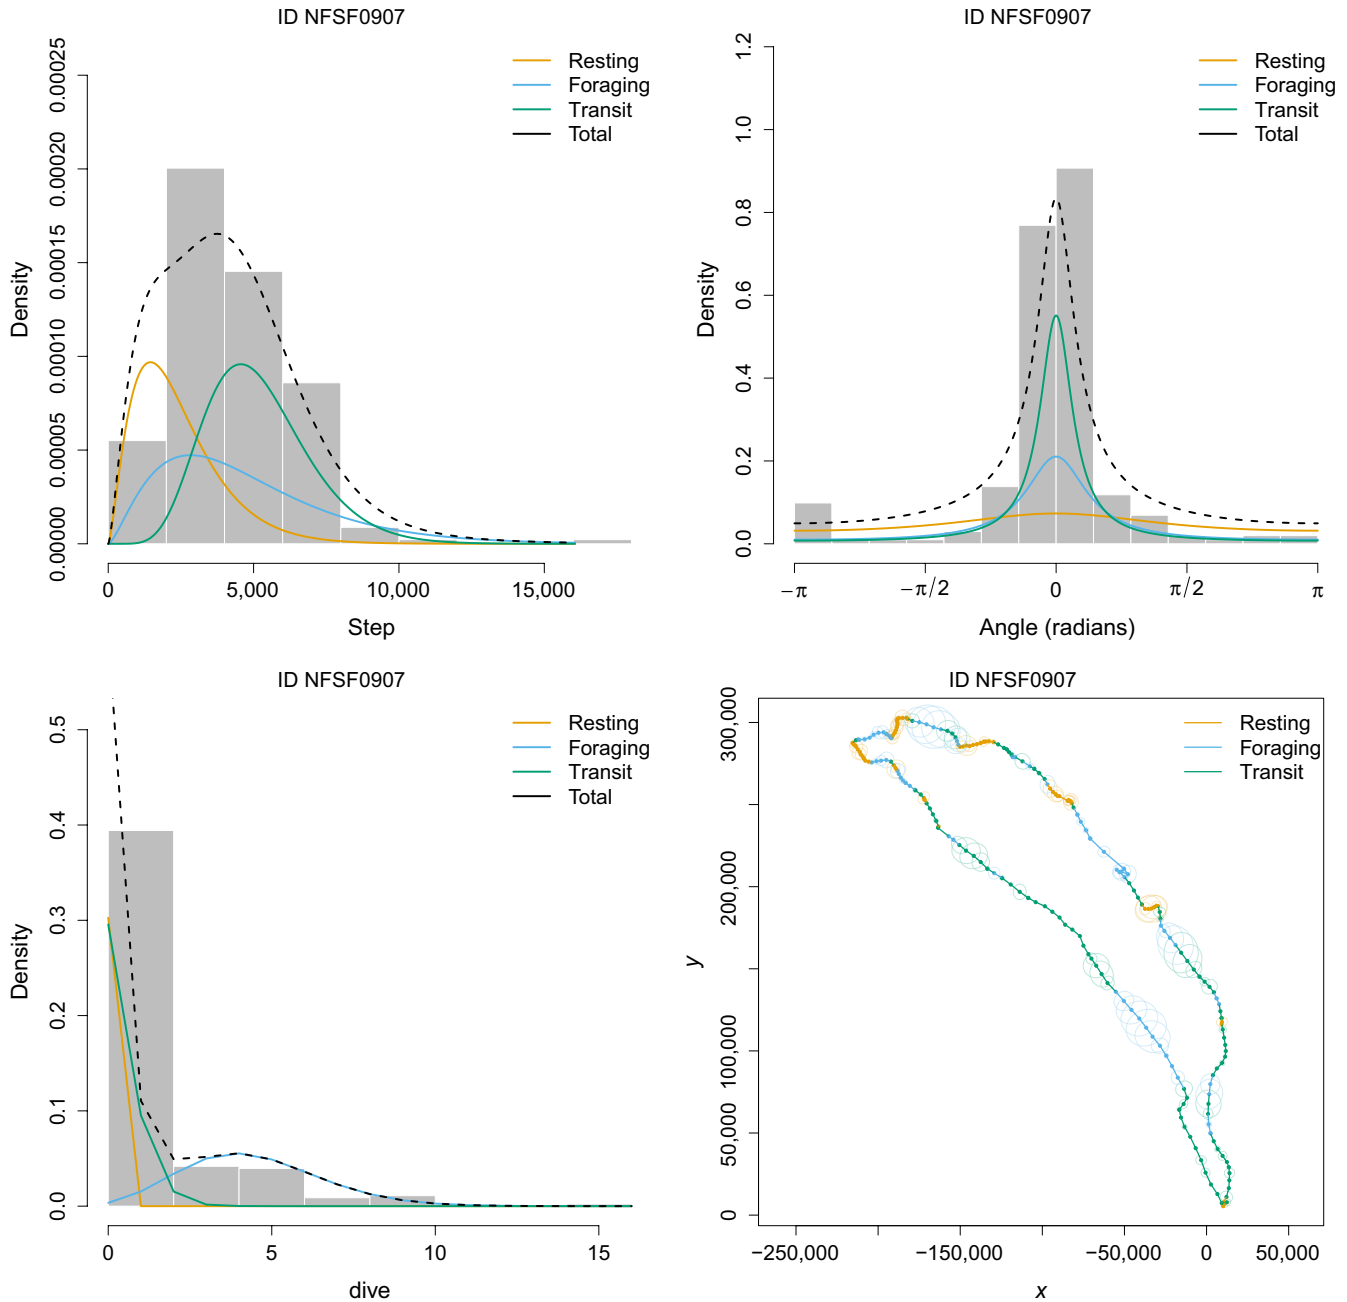 ID NFSF0907
Resting
Foraging
Transit
Total
Density
0.00000
0.00005
0.00010
0.00015
0.00020
0.00025
0
5,000
10,000
15,000
Step
ID NFSF0907
Resting
Foraging
Transit
Total
Density
0.0
0.2
0.4
0.6
0.8
1.0
1.2
−π
−π/2
0
π/2
π
Angle (radians)
ID NFSF0907
Resting
Foraging
Transit
Total
Density
0.0
0.1
0.2
0.3
0.4
0.5
0
5
10
15
dive
ID NFSF0907
Resting
Foraging
Transit
y
0
50,000
100,000
200,000
300,000
−250,000
−150,000
−50,000
0
50,000
x